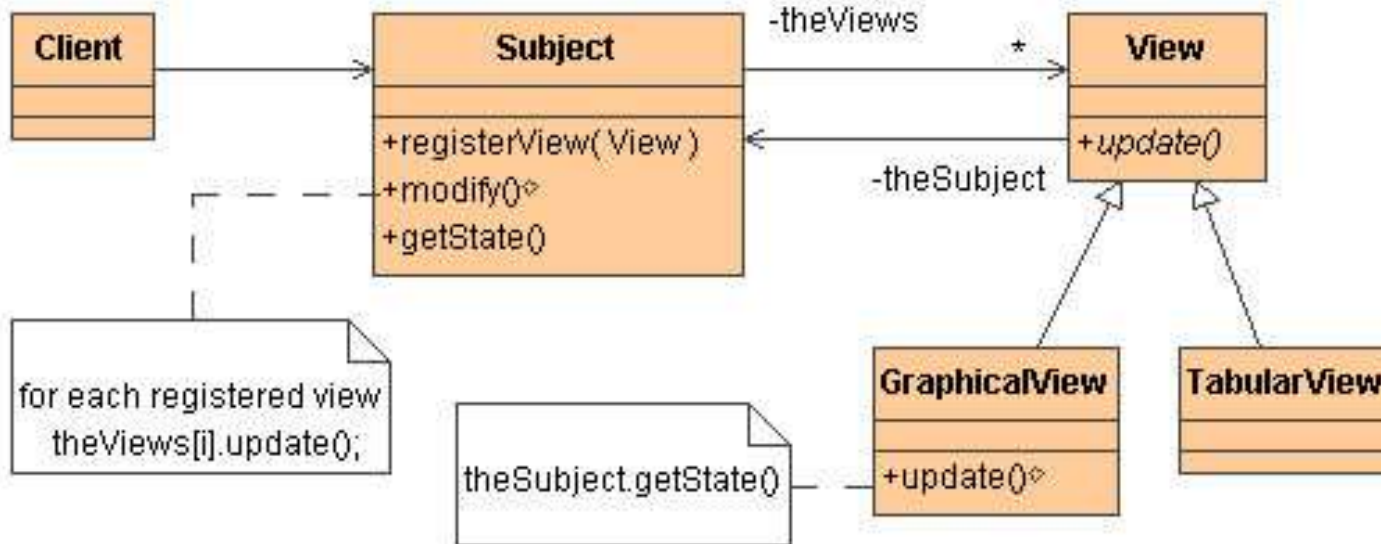 Client
Subject
-theViews
*
View
+registerView( View )
+modify()
+getState()
+update()
-theSubject
for each registered view
theViews[i].update();
theSubject.getState()
GraphicalView
+update()
TabularView